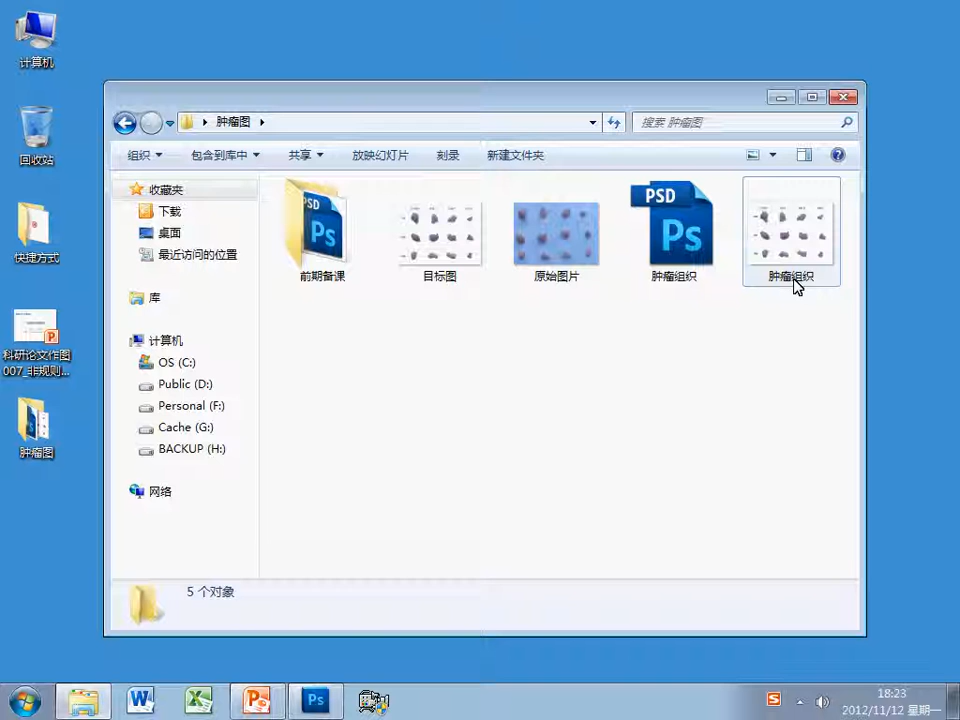 计算机
回收站
快捷方式
科研论文作图
007_非规则...
肿瘤图
肿瘤图
搜索 肿瘤图
组织
包含到库中
共享
放映幻灯片
刻录
新建文件夹
收藏夹
下载
桌面
最近访问的位置
库
计算机
OS (C:)
Public (D:)
Personal (F:)
Cache (G:)
BACKUP (H:)
网络
PSD
Ps
PSD
Ps
前期备课
目标图
原始图片
肿瘤组织
肿瘤组织
5 个对象
Ps
18:23
2012/11/12 星期一